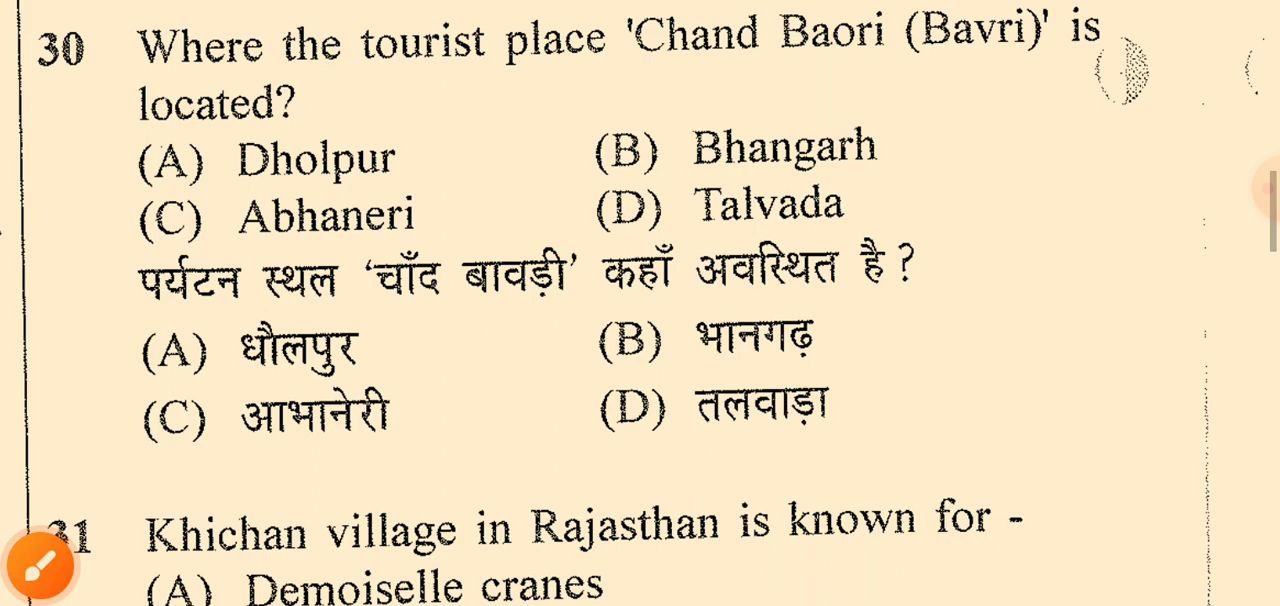 30 Where the tourist place 'Chand Baori (Bavri)' is
located?
(A) Dholpur (B) Bhangarh
(C) Abhaneri (D) Talvada
पर्यटन स्थल ‘चाँद बावड़ी’ कहाँ अवस्थित है ?
(A) धौलपुर (B) भानगढ़
(C) आभानेरी (D) तलवाड़ा
31 Khichan village in Rajasthan is known for -
(A) Demoiselle cranes